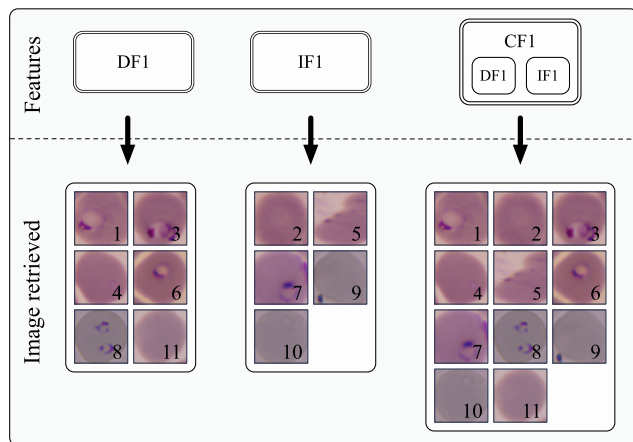 Features
DF1
IF1
CF1
DF1 IF1
Image retrieved
1 3
4 6
8 11
2 5
7 9
10
1 2 3
4 5 6
7 8 9
10 11